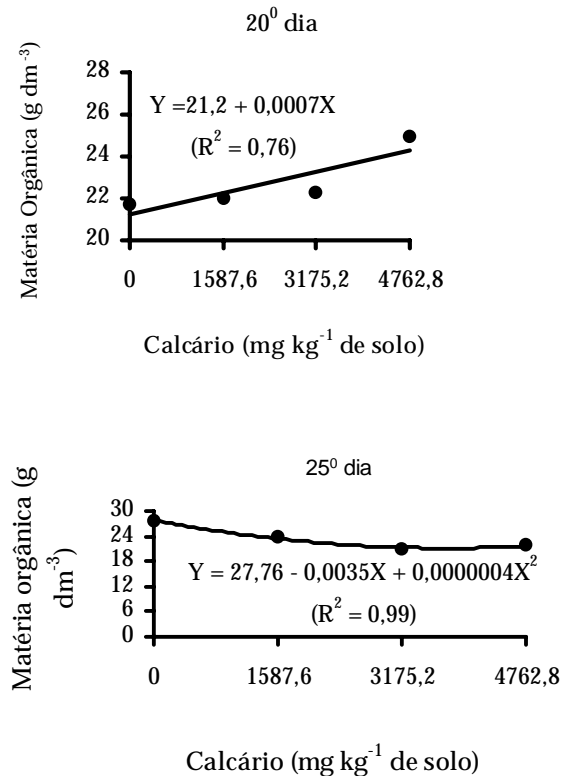 20⁰ dia
Matéria Orgânica (g dm⁻³)
28
26
24
22
20
Y =21,2 + 0,0007X
(R² = 0,76)
0 1587,6 3175,2 4762,8
Calcário (mg kg⁻¹ de solo)
25⁰ dia
Matéria orgânica (g
dm⁻³)
30
24
18
12
6
0
Y = 27,76 - 0,0035X + 0,0000004X²
(R² = 0,99)
0 1587,6 3175,2 4762,8
Calcário (mg kg⁻¹ de solo)